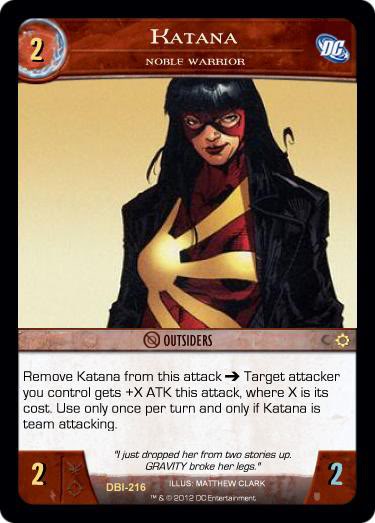 2
KATANA
NOBLE WARRIOR
DC
OUTSIDERS
Remove Katana from this attack ➔ Target attacker
you control gets +X ATK this attack, where X is its
cost. Use only once per turn and only if Katana is
team attacking.
"I just dropped her from two stories up.
GRAVITY broke her legs."
2
DBI-216
ILLUS: MATTHEW CLARK
™ & © 2012 DC Entertainment
2